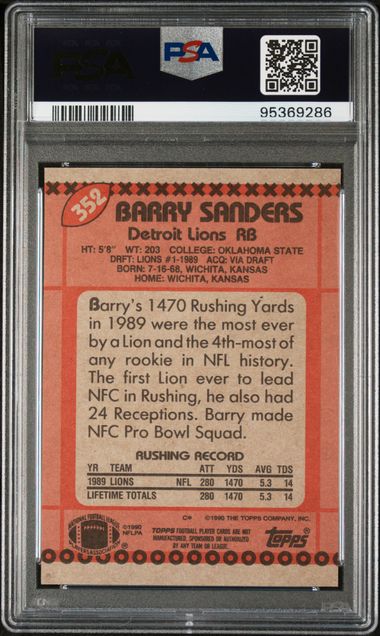 PSA
PSA
95369286
352
BARRY SANDERS
Detroit Lions RB
HT: 5'8" WT: 203 COLLEGE: OKLAHOMA STATE
DRFT: LIONS #1-1989 ACQ: VIA DRAFT
BORN: 7-16-68, WICHITA, KANSAS
HOME: WICHITA, KANSAS
Barry's 1470 Rushing Yards
in 1989 were the most ever
by a Lion and the 4th-most of
any rookie in NFL history.
The first Lion ever to lead
NFC in Rushing, he also had
24 Receptions. Barry made
NFC Pro Bowl Squad.
RUSHING RECORD
YR TEAM ATT YDS AVG TDS
1989 LIONS NFL 280 1470 5.3 14
LIFETIME TOTALS 280 1470 5.3 14
C* © 1990 THE TOPPS COMPANY, INC.
NATIONAL FOOTBALL LEAGUE
PLAYERS ASSOCIATION
©1990
NFLPA
TOPPS FOOTBALL PLAYER CARDS ARE NOT
MANUFACTURED, SPONSORED OR AUTHORIZED
BY ANY TEAM OR LEAGUE.
Topps